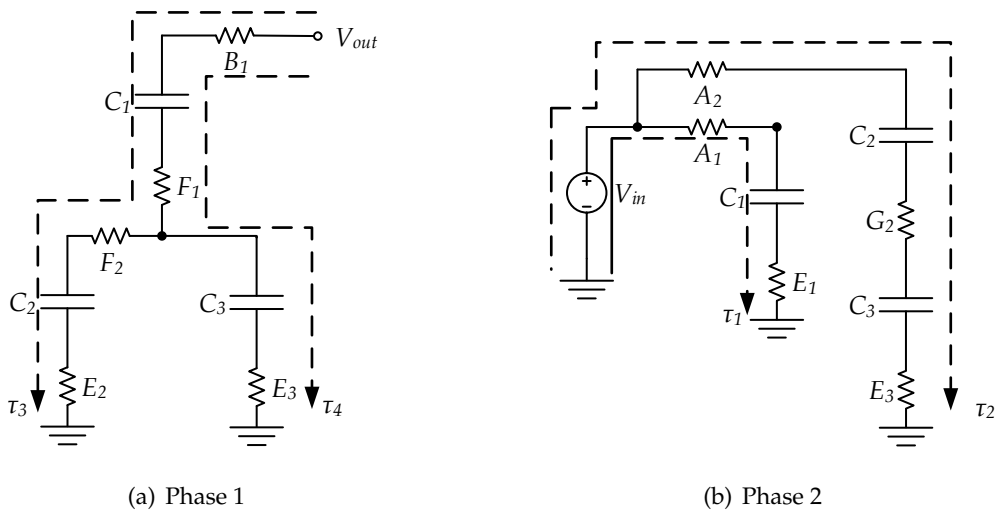 V_out
B_1
C_1
F_1
F_2
C_2
C_3
E_2
E_3
τ_3
τ_4
(a) Phase 1
A_2
A_1
C_2
+
−
V_in
C_1
G_2
E_1
C_3
τ_1
E_3
τ_2
(b) Phase 2